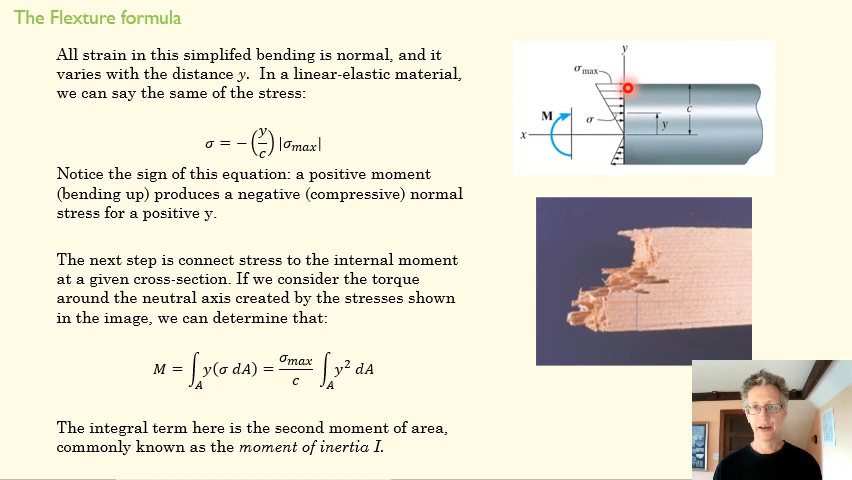 The Flexture formula
All strain in this simplifed bending is normal, and it
varies with the distance y. In a linear-elastic material,
we can say the same of the stress:
σ = − (y/c) |σmax|
Notice the sign of this equation: a positive moment
(bending up) produces a negative (compressive) normal
stress for a positive y.
The next step is connect stress to the internal moment
at a given cross-section. If we consider the torque
around the neutral axis created by the stresses shown
in the image, we can determine that:
M = ∫A y(σ dA) = σmax/c ∫A y² dA
The integral term here is the second moment of area,
commonly known as the moment of inertia I.
y
σmax
c
M
σ
y
x